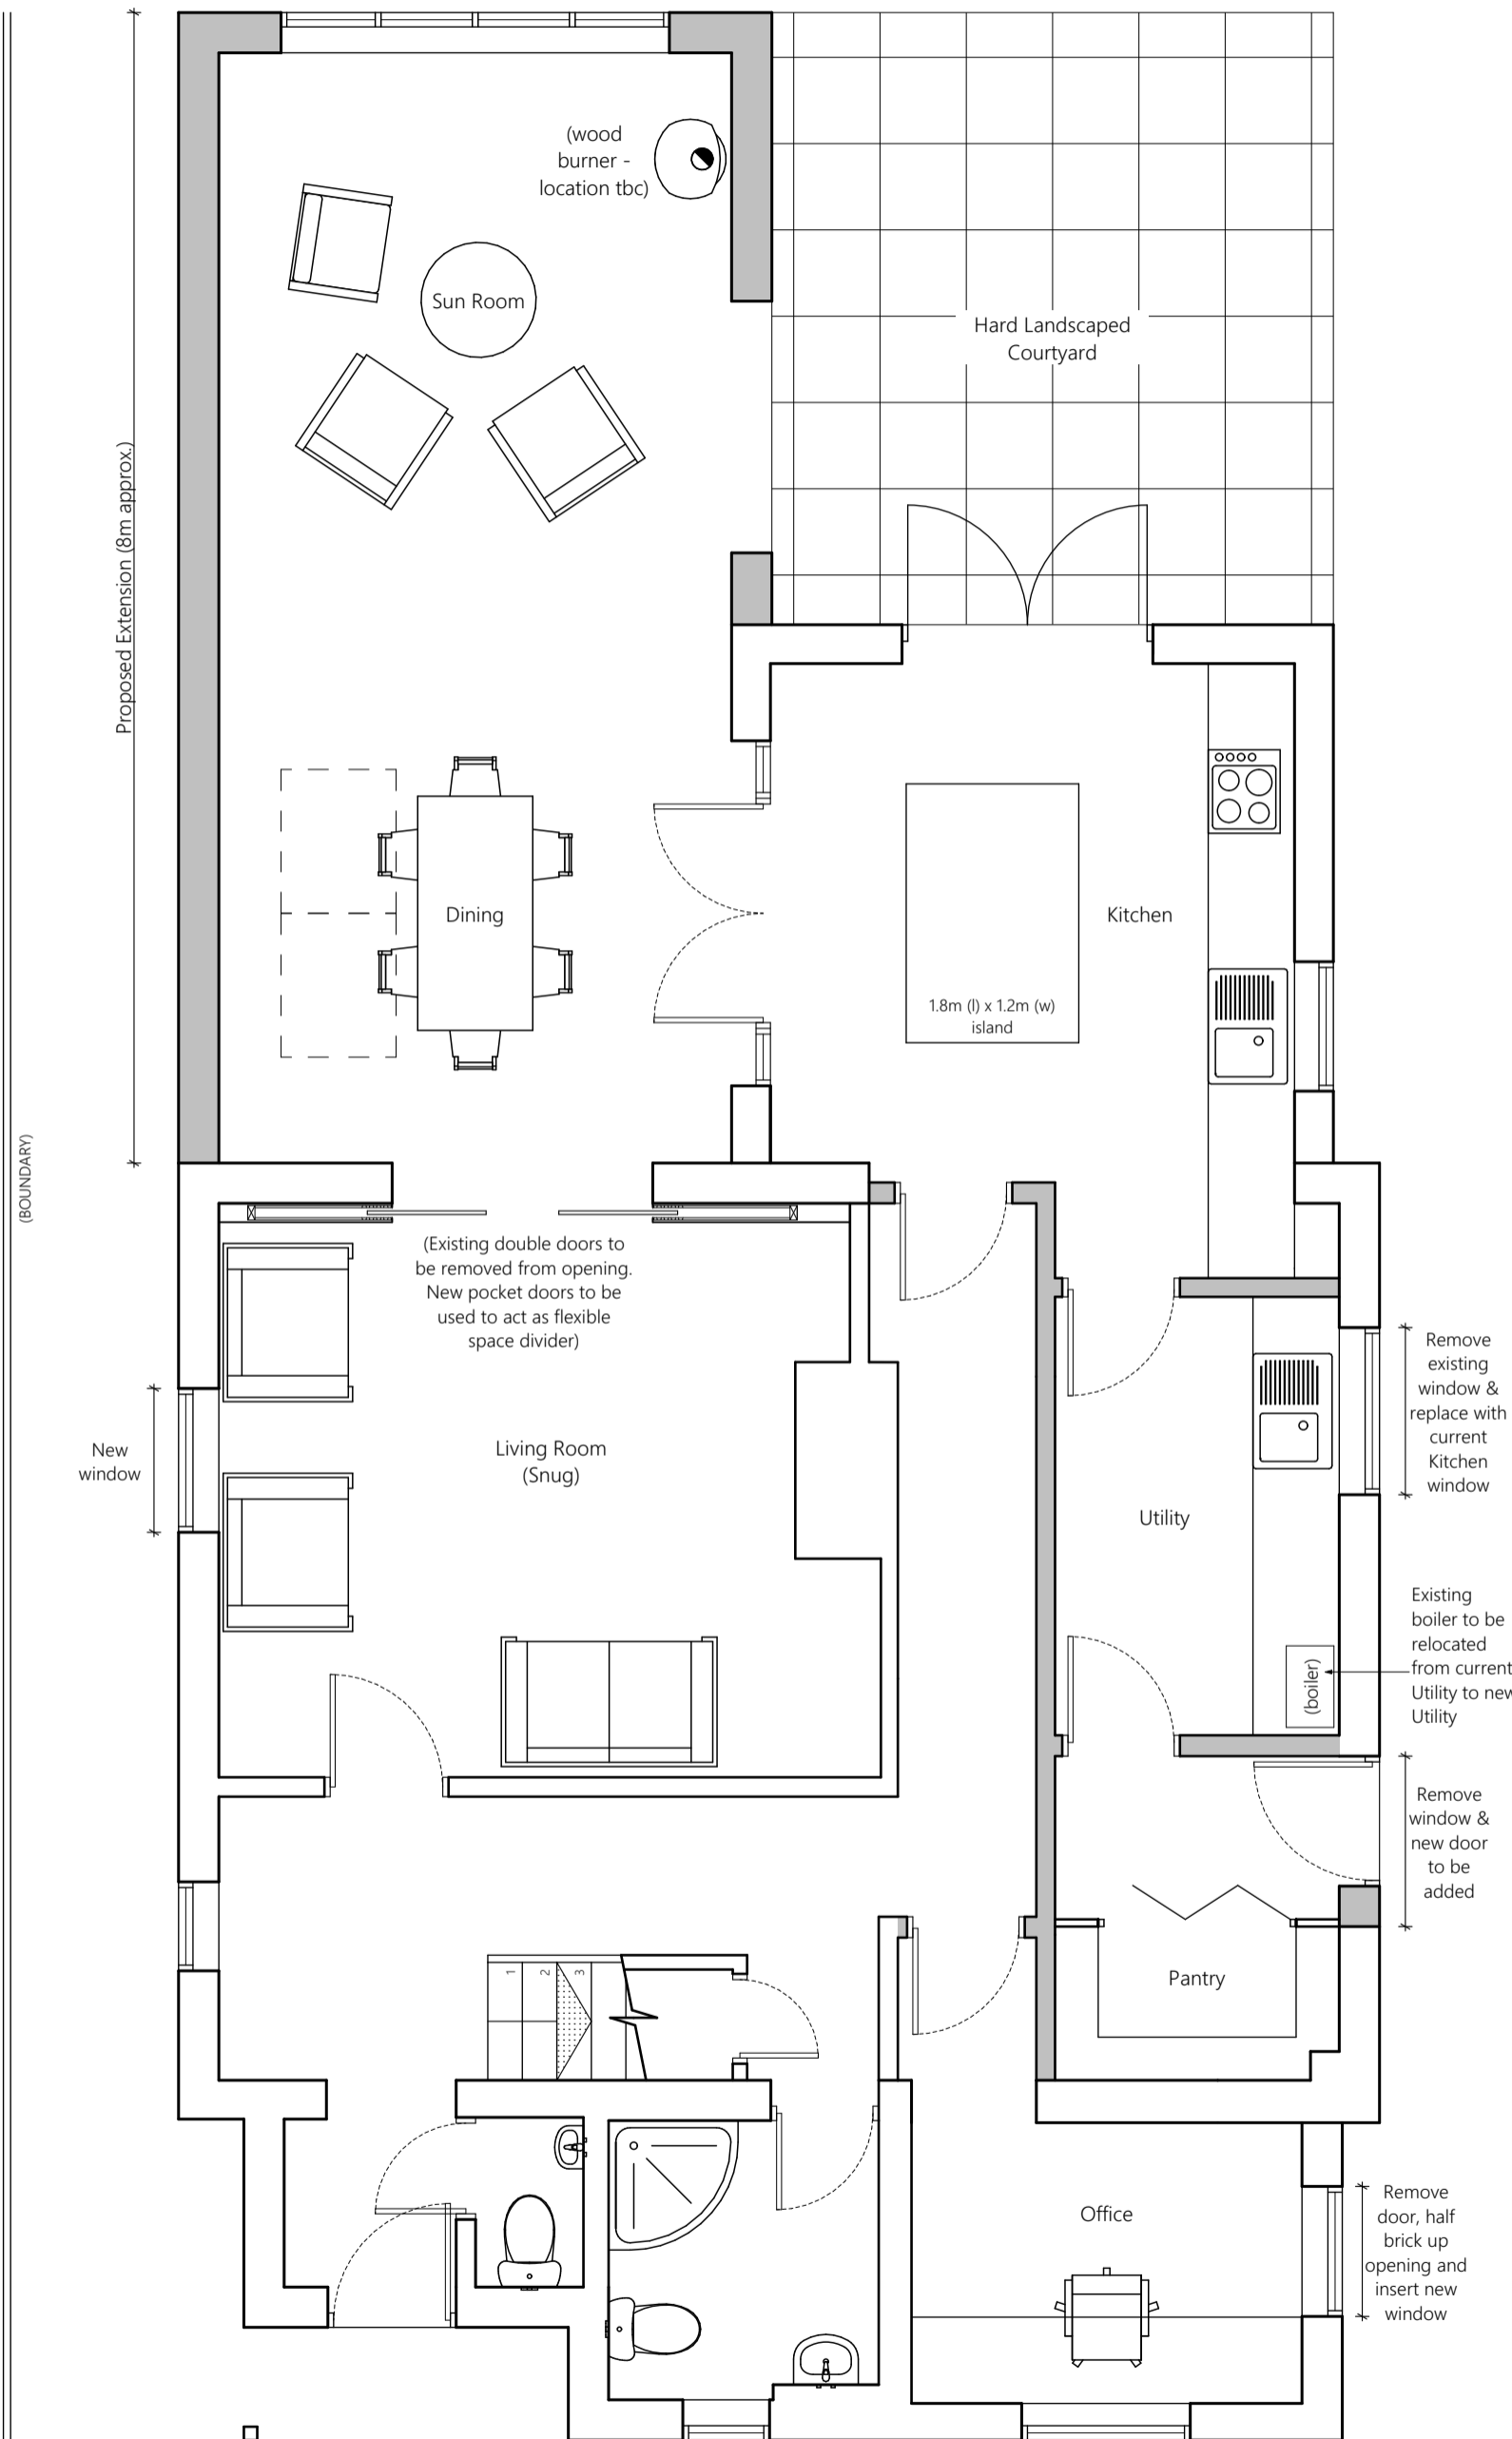 (wood
burner -
location tbc)
Sun Room
Hard Landscaped
Courtyard
Proposed Extension (8m approx.)
Dining
Kitchen
1.8m (l) x 1.2m (w)
island
(BOUNDARY)
(Existing double doors to
be removed from opening.
New pocket doors to be
used to act as flexible
space divider)
Remove
existing
window &
replace with
current
Kitchen
window
New
window
Living Room
(Snug)
Utility
Existing
boiler to be
relocated
from current
Utility to new
Utility
(boiler)
Remove
window &
new door
to be
added
1
2
3
Pantry
Office
Remove
door, half
brick up
opening and
insert new
window